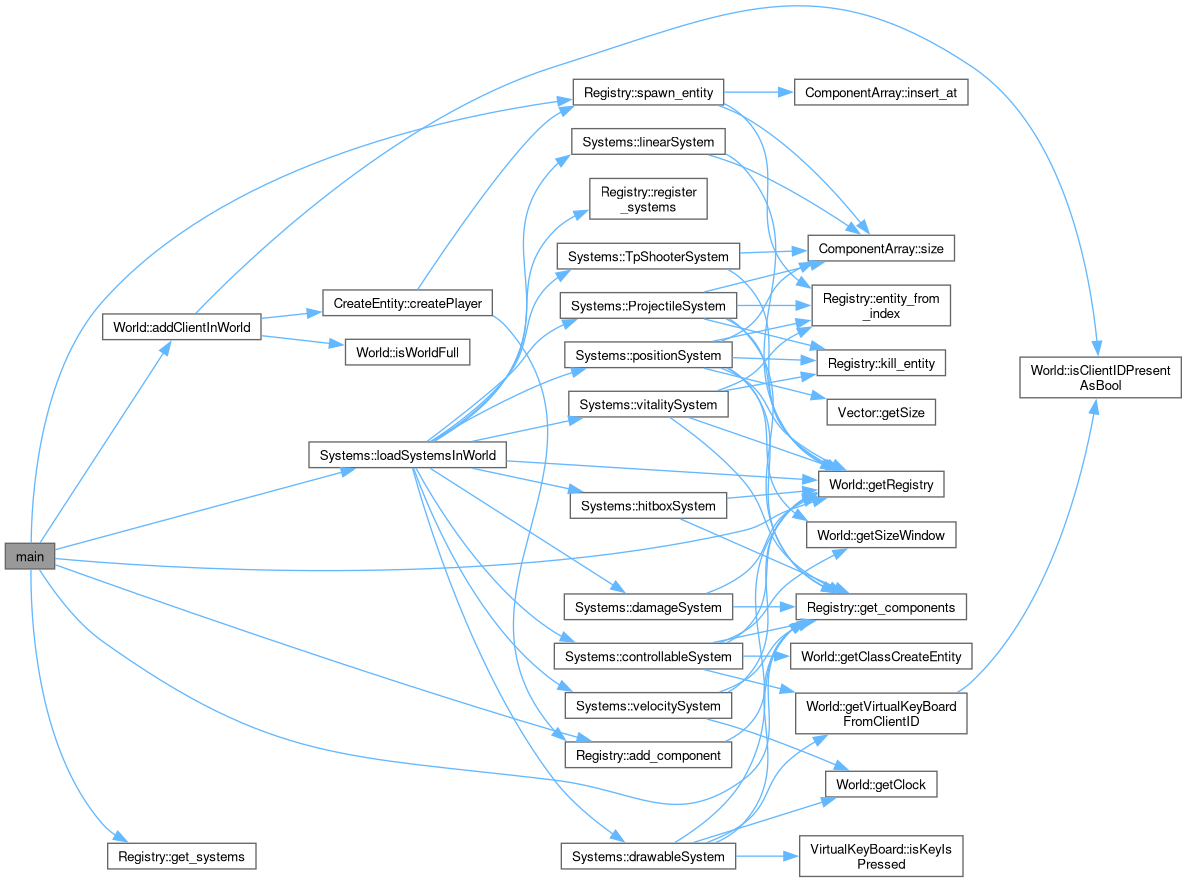 main
World::addClientInWorld
Registry::get_systems
CreateEntity::createPlayer
World::isWorldFull
Systems::loadSystemsInWorld
Registry::spawn_entity
Systems::linearSystem
Registry::register
_systems
Systems::TpShooterSystem
Systems::ProjectileSystem
Systems::positionSystem
Systems::vitalitySystem
Systems::hitboxSystem
Systems::damageSystem
Systems::controllableSystem
Systems::velocitySystem
Registry::add_component
Systems::drawableSystem
ComponentArray::insert_at
ComponentArray::size
Registry::entity_from
_index
Registry::kill_entity
Vector::getSize
World::getRegistry
World::getSizeWindow
Registry::get_components
World::getClassCreateEntity
World::getVirtualKeyBoard
FromClientID
World::getClock
VirtualKeyBoard::isKeyIs
Pressed
World::isClientIDPresent
AsBool